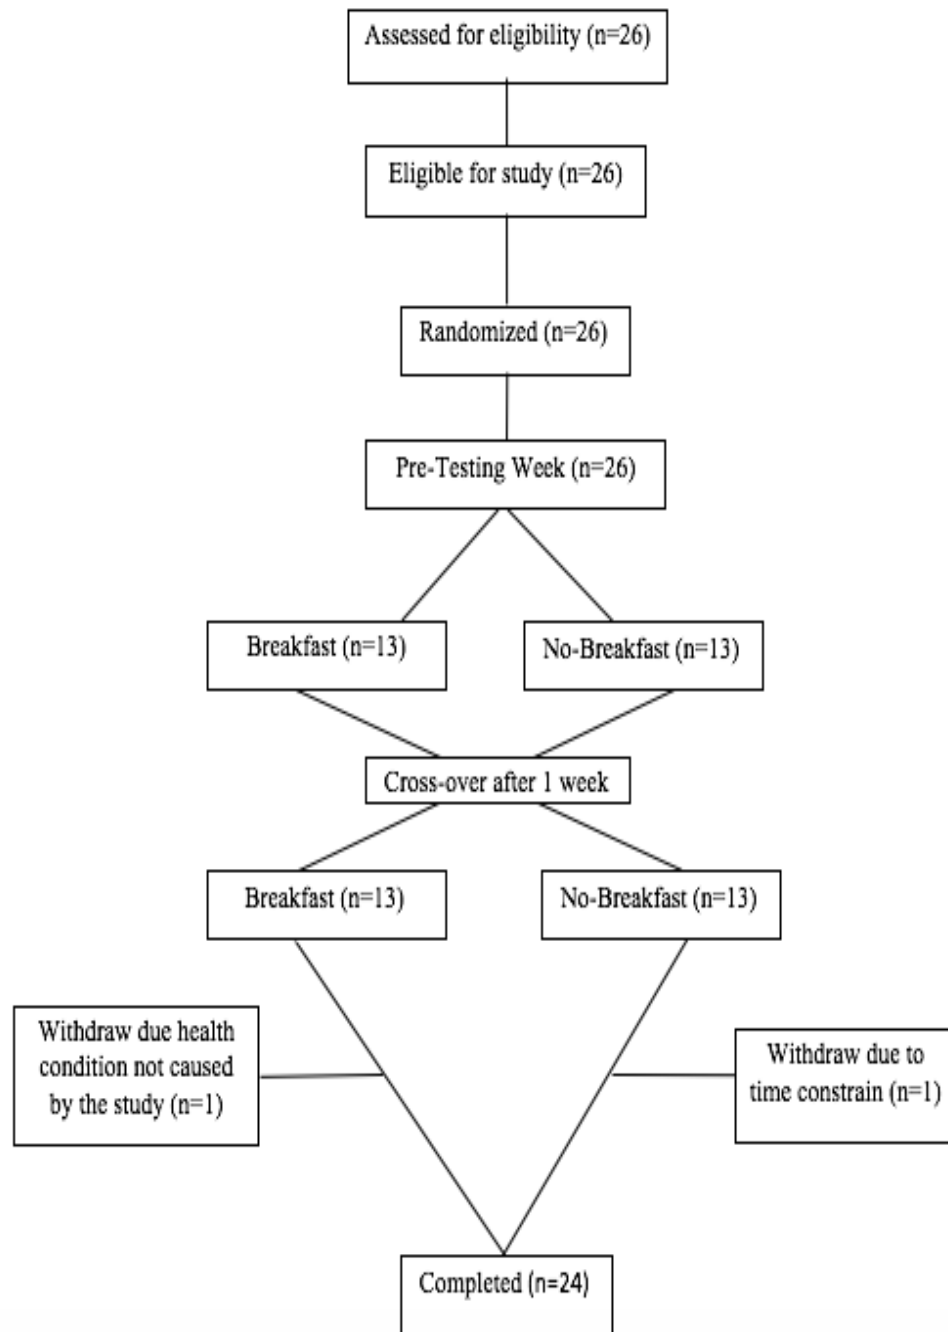 Assessed for eligibility (n=26)
Eligible for study (n=26)
Randomized (n=26)
Pre-Testing Week (n=26)
Breakfast (n=13)
No-Breakfast (n=13)
Cross-over after 1 week
Breakfast (n=13)
No-Breakfast (n=13)
Withdraw due health
condition not caused
by the study (n=1)
Withdraw due to
time constrain (n=1)
Completed (n=24)